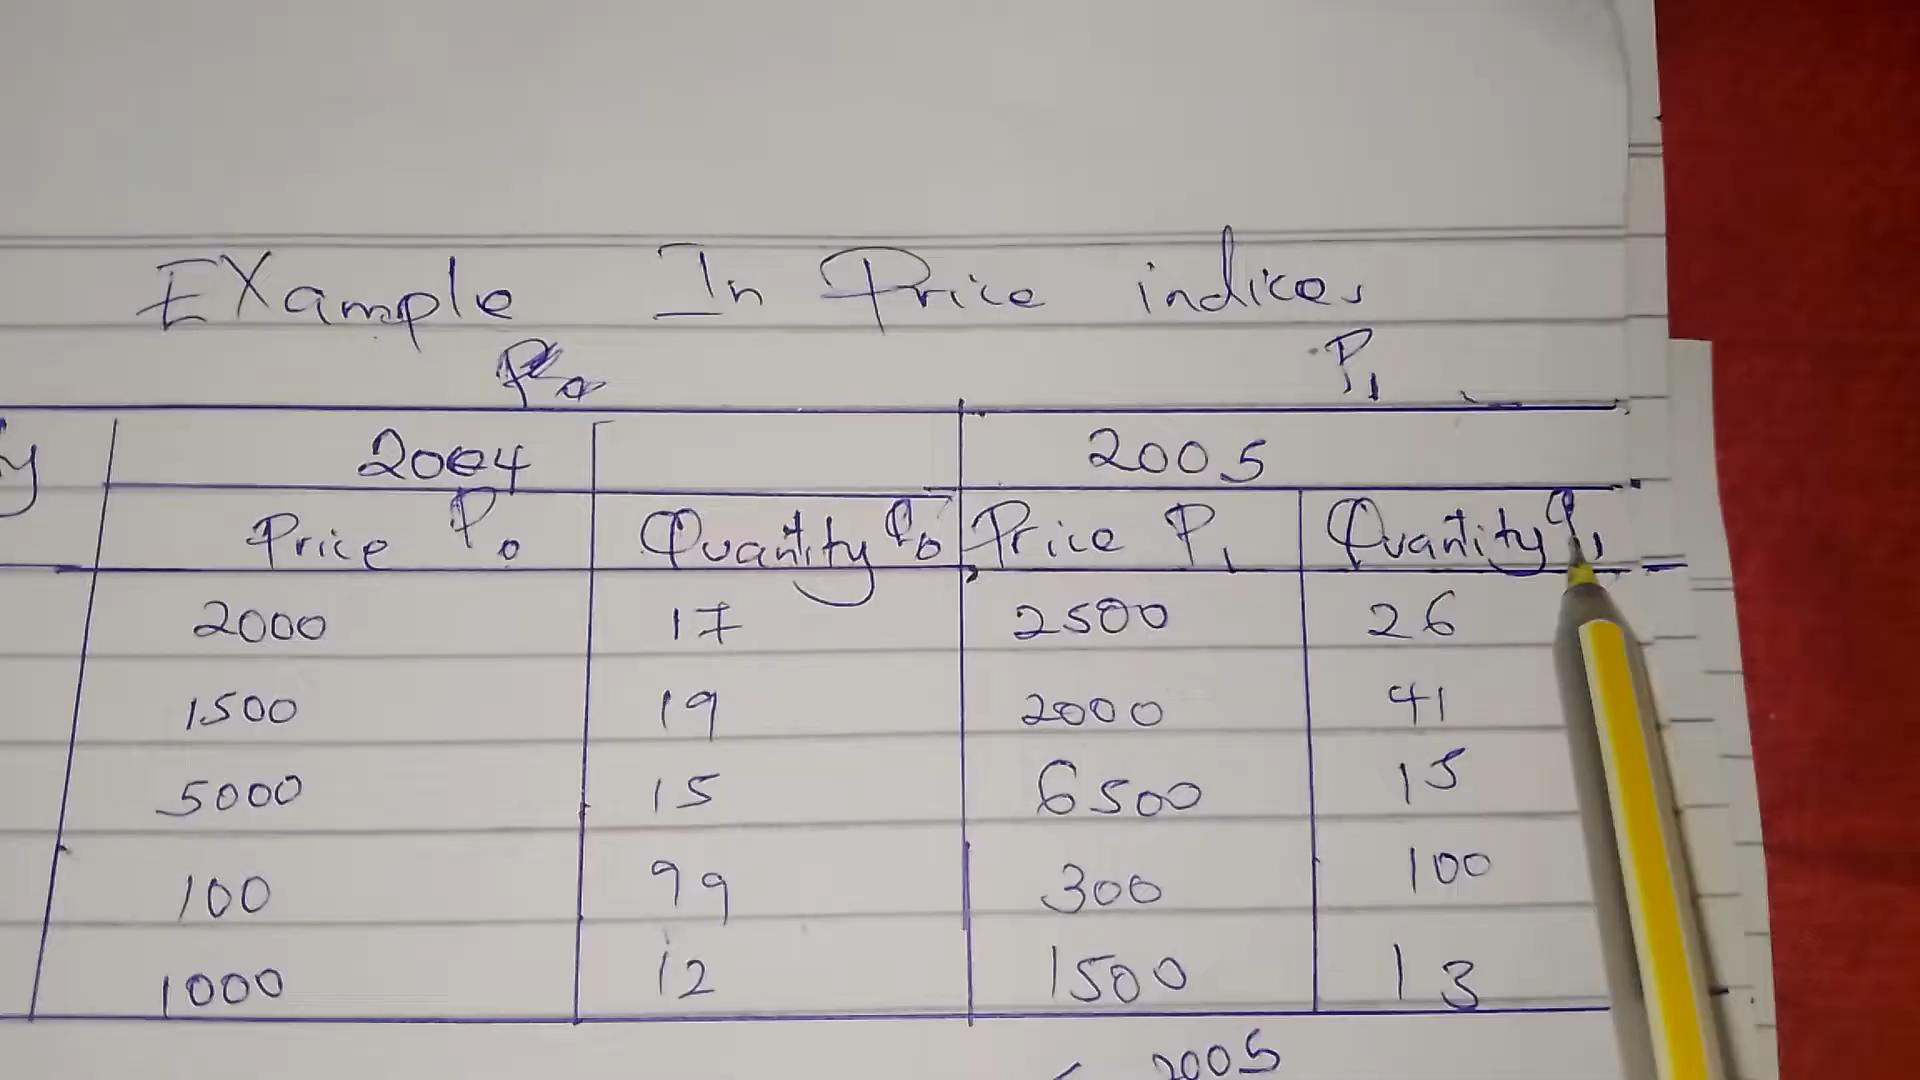 EXample In Price indices
P0 P1
y 2004 2005
Price P0 Quantity q0 Price P1 Quantity q1
2000 17 2500 26
1500 19 2000 41
5000 15 6500 15
100 99 300 100
1000 12 1500 13
2005